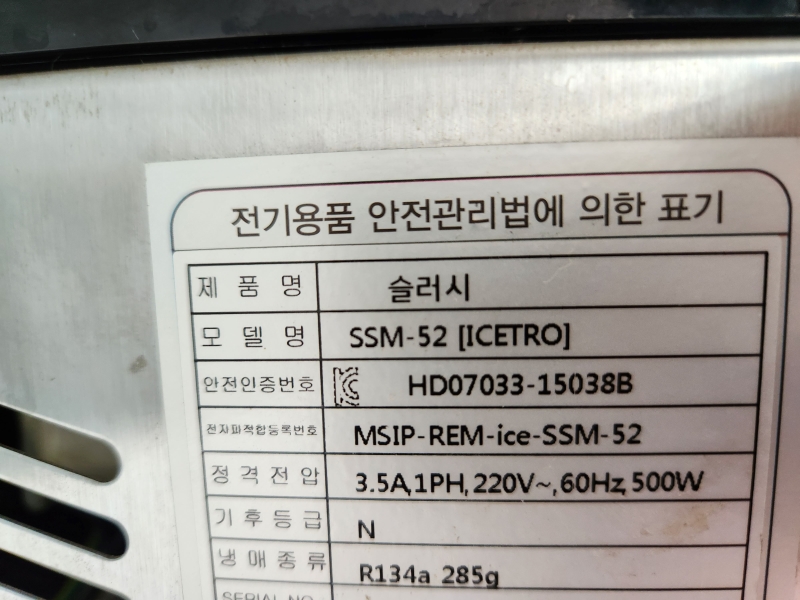 전기용품 안전관리법에 의한 표기
제 품 명 슬러시
모 델 명 SSM-52 [ICETRO]
안전인증번호 HD07033-15038B
전자파적합등록번호 MSIP-REM-ice-SSM-52
정 격 전 압 3.5A,1PH, 220V~,60Hz, 500W
기 후 등 급 N
냉 매 종 류 R134a 285g
SERIAL NO.